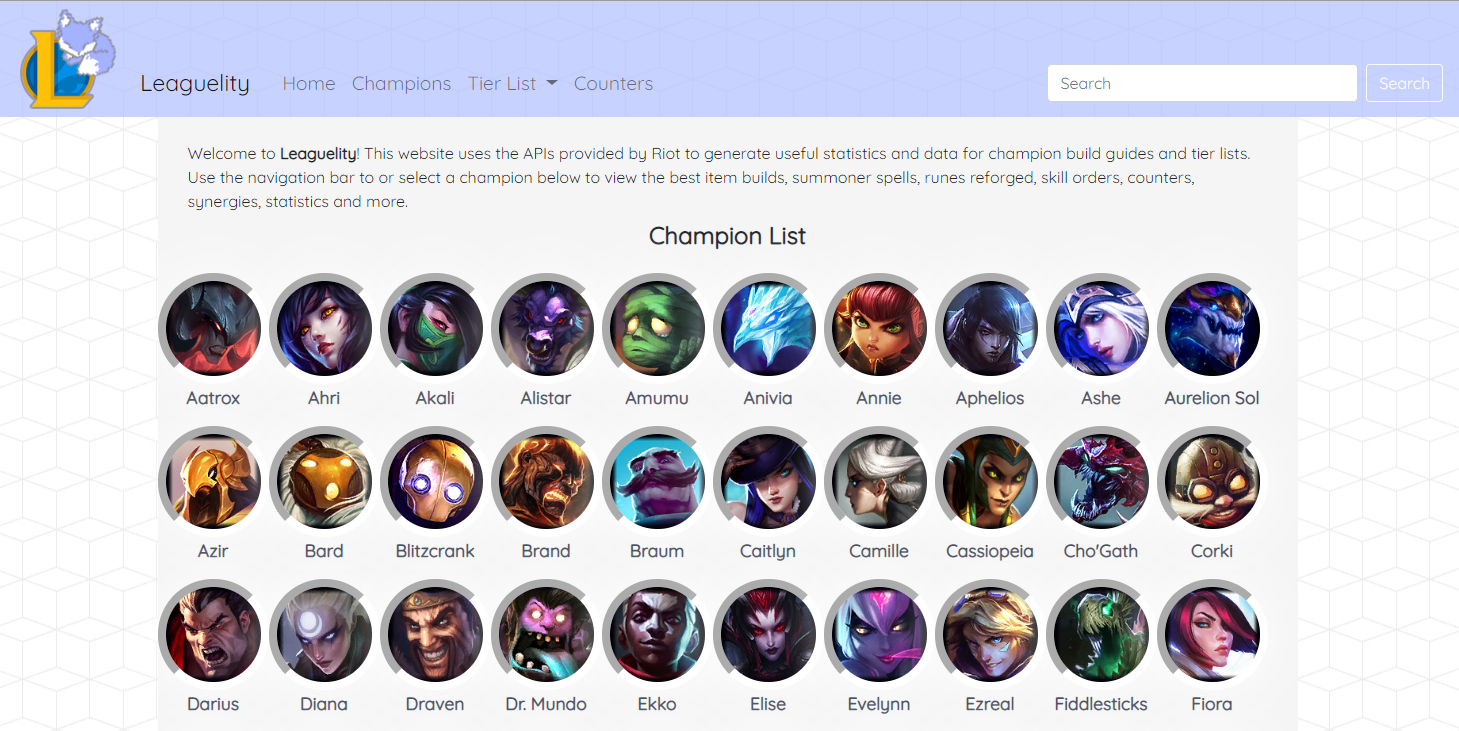 Leaguelity Home Champions Tier List Counters Search Search
Welcome to Leaguelity! This website uses the APIs provided by Riot to generate useful statistics and data for champion build guides and tier lists.
Use the navigation bar to or select a champion below to view the best item builds, summoner spells, runes reforged, skill orders, counters,
synergies, statistics and more.
Champion List
Aatrox Ahri Akali Alistar Amumu Anivia Annie Aphelios Ashe Aurelion Sol
Azir Bard Blitzcrank Brand Braum Caitlyn Camille Cassiopeia Cho'Gath Corki
Darius Diana Draven Dr. Mundo Ekko Elise Evelynn Ezreal Fiddlesticks Fiora